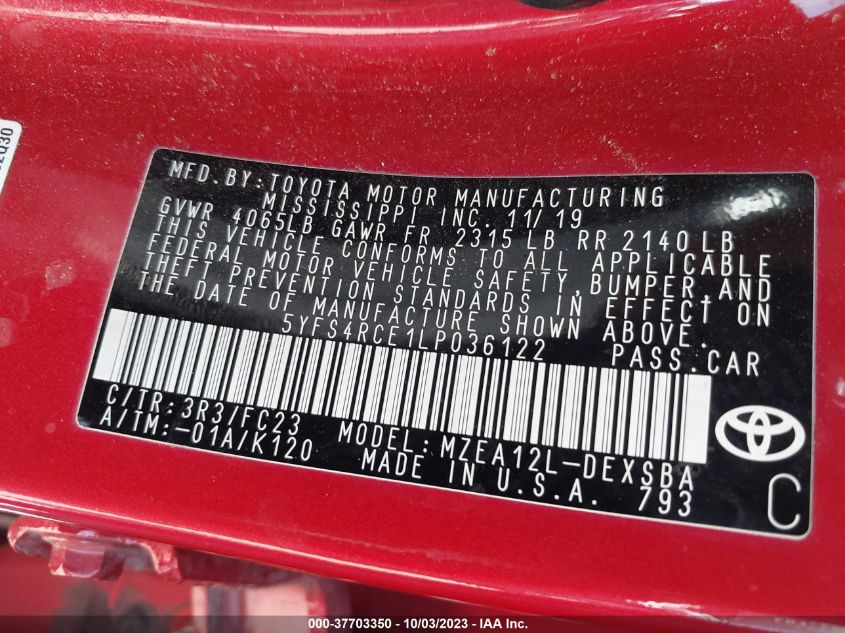 MFD.BY:TOYOTA MOTOR MANUFACTURING
MISSISSIPPI INC. 11/19
GVWR 4065LB GAWR FR 2315 LB RR 2140 LB
THIS VEHICLE CONFORMS TO ALL APPLICABLE
FEDERAL MOTOR VEHICLE SAFETY,BUMPER,AND
THEFT PREVENTION STANDARDS IN EFFECT ON
THE DATE OF MANUFACTURE SHOWN ABOVE.
5YFS4RCE1LP036122 PASS.CAR
C/TR:3R3/FC23 MODEL:MZEA12L-DEXSBA
A/TM:-01A/K120 MADE IN U.S.A. 793
C
000-37703350 - 10/03/2023 - IAA Inc.